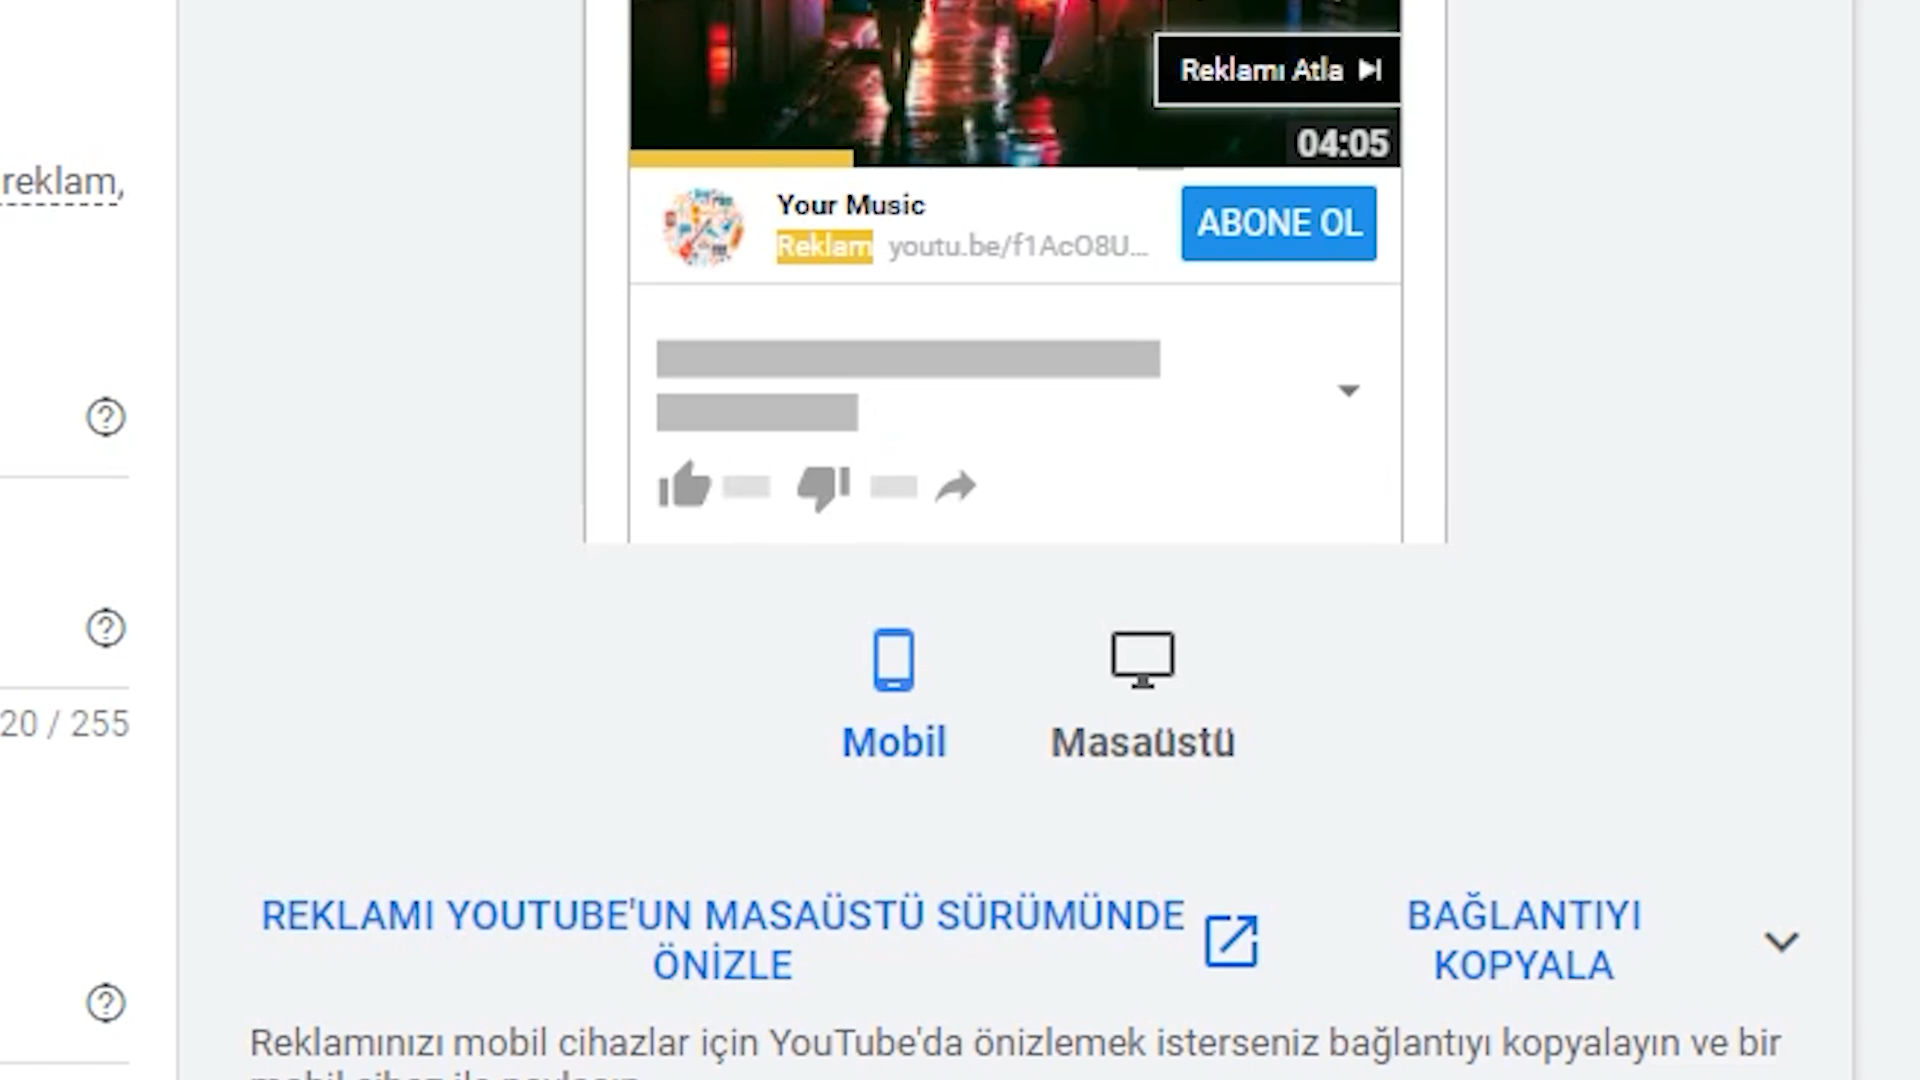 Reklamı Atla
04:05
reklam,
Your Music
ABONE OL
Reklam youtu.be/f1AcO8U...
20 / 255
Mobil
Masaüstü
REKLAMI YOUTUBE'UN MASAÜSTÜ SÜRÜMÜNDE
ÖNİZLE
BAĞLANTIYI
KOPYALA
Reklamınızı mobil cihazlar için YouTube'da önizlemek isterseniz bağlantıyı kopyalayın ve bir